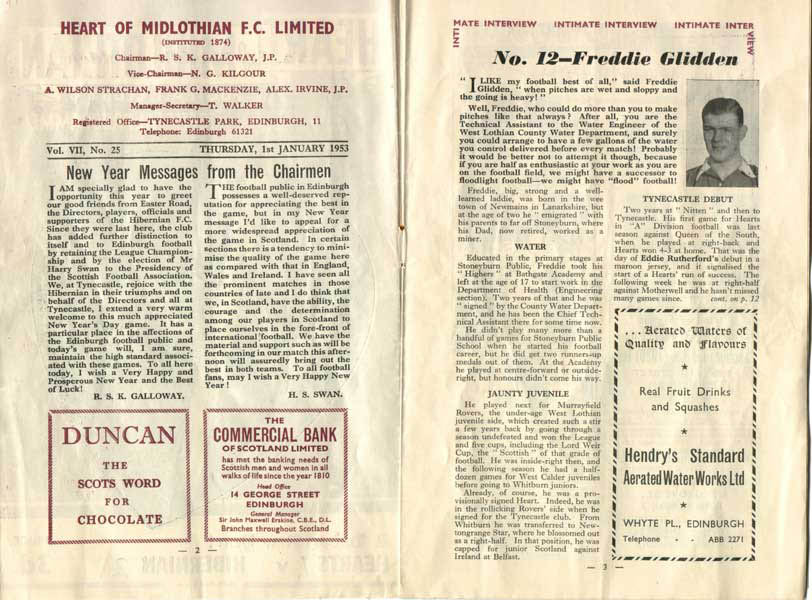 HEART OF MIDLOTHIAN F.C. LIMITED
(INSTITUTED 1874)
Chairman—R. S. K. GALLOWAY, J.P.
Vice-Chairman—N. G. KILGOUR
A. WILSON STRACHAN, FRANK G. MACKENZIE, ALEX. IRVINE, J.P.
Manager-Secretary—T. WALKER
Registered Office—TYNECASTLE PARK, EDINBURGH, 11
Telephone: Edinburgh 61321
Vol. VII, No. 25 THURSDAY, 1st JANUARY 1953
New Year Messages from the Chairmen
I AM specially glad to have the
opportunity this year to greet
our good friends from Easter Road,
the Directors, players, officials and
supporters of the Hibernian F.C.
Since they were last here, the club
has added further distinction to
itself and to Edinburgh football
by retaining the League Champion-
ship and by the election of Mr
Harry Swan to the Presidency of
the Scottish Football Association.
We, at Tynecastle, rejoice with the
Hibernian in their triumphs and on
behalf of the Directors and all at
Tynecastle, I extend a very warm
welcome to this much appreciated
New Year's Day game. It has a
particular place in the affections of
the Edinburgh football public and
today's game will, I am sure,
maintain the high standard associ-
ated with these games. To all here
today, I wish a Very Happy and
Prosperous New Year and the Best
of Luck!
R. S. K. GALLOWAY.
THE football public in Edinburgh
possesses a well-deserved rep-
utation for appreciating the best in
the game, but in my New Year
message I'd like to appeal for a
more widespread appreciation of
the game in Scotland. In certain
sections there is a tendency to mini-
mise the quality of the game here
as compared with that in England,
Wales and Ireland. I have seen all
the prominent matches in those
countries of late and I do think that
we, in Scotland, have the ability, the
courage and the determination
among our players in Scotland to
place ourselves in the fore-front of
international football. We have the
material and support such as will be
forthcoming in our match this after-
noon will assuredly bring out the
best in both teams. To all football
fans, may I wish a Very Happy New
Year!
H. S. SWAN.
DUNCAN
THE
SCOTS WORD
FOR
CHOCOLATE
THE
COMMERCIAL BANK
OF SCOTLAND LIMITED
has met the banking needs of
Scottish men and women in all
walks of life since the year 1810
Head Office
14 GEORGE STREET
EDINBURGH
General Manager
Sir John Maxwell Erskine, C.B.E., D.L.
Branches throughout Scotland
— 2 —
INTIMATE INTERVIEW INTIMATE INTERVIEW INTIMATE INTERVIEW
No. 12—Freddie Glidden
" I LIKE my football best of all," said Freddie
Glidden, " when pitches are wet and sloppy and
the going is heavy! "
Well, Freddie, who could do more than you to make
pitches like that always? After all, you are the
Technical Assistant to the Water Engineer of the
West Lothian County Water Department, and surely
you could arrange to have a few gallons of the water
you control delivered before every match! Probably
it would be better not to attempt it though, because
if you are half as enthusiastic at your work as you are
on the football field, we might have a successor to
floodlight football—we might have "flood" football!
Freddie, big, strong and a well-
learned laddie, was born in the wee
town of Newmains in Lanarkshire, but
at the age of two he " emigrated " with
his parents to far off Stoneyburn, where
his Dad, now retired, worked as a
miner.
WATER
Educated in the primary stages at
Stoneyburn Public, Freddie took his
" Highers " at Bathgate Academy and
left at the age of 17 to start work in the
Department of Health (Engineering
section). Two years of that and he was
" signed " by the County Water Depart-
ment, and he has been the Chief Tech-
nical Assistant there for some time now.
He didn't play many more than a
handful of games for Stoneyburn Public
School when he started his football
career, but he did get two runners-up
medals out of them. At the Academy
he played at centre-forward or outside-
right, but honours didn't come his way.
JAUNTY JUVENILE
He played next for Murrayfield
Rovers, the under-age West Lothian
juvenile side, which created such a stir
a few years back by going through a
season undefeated and won the League
and five cups, including the Lord Weir
Cup, the " Scottish " of that grade of
football. He was inside-right then, and
the following season he had a half-
dozen games for West Calder juveniles
before going to Whitburn juniors.
Already, of course, he was a pro-
visionally signed Heart. Indeed, he was
in the rollicking Rovers' side when he
signed for the Tynecastle club. From
Whitburn he was transferred to New-
tongrange Star, where he blossomed out
as a right-half. In that position, he was
capped for junior Scotland against
Ireland at Belfast.
TYNECASTLE DEBUT
Two years at " Nitten " and then to
Tynecastle. His first game for Hearts
in "A" Division football was last
season against Queen of the South,
when he played at right-back and
Hearts won 4-3 at home. That was the
day of Eddie Rutherford's debut in a
maroon jersey, and it signalised the
start of a Hearts' run of success. The
following week he was at right-half
against Motherwell and he hasn't missed
many games since. cont. on p. 12
...Aerated Waters of
Quality and Flavours
Real Fruit Drinks
and Squashes
Hendry's Standard
Aerated Water Works Ltd
WHYTE PL., EDINBURGH
Telephone - - ABB 2271
— 3 —